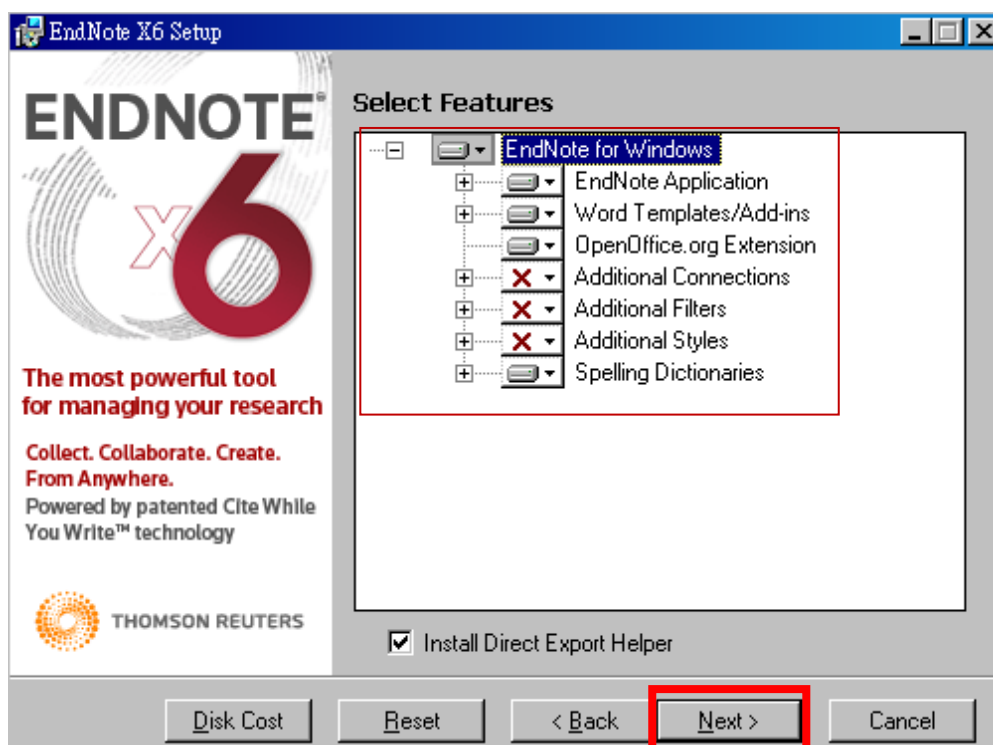 EndNote X6 Setup
ENDNOTE®
x6
The most powerful tool
for managing your research
Collect. Collaborate. Create.
From Anywhere.
Powered by patented Cite While
You Write™ technology
THOMSON REUTERS
Select Features
EndNote for Windows
EndNote Application
Word Templates/Add-ins
OpenOffice.org Extension
Additional Connections
Additional Filters
Additional Styles
Spelling Dictionaries
Install Direct Export Helper
Disk Cost
Reset
< Back
Next >
Cancel